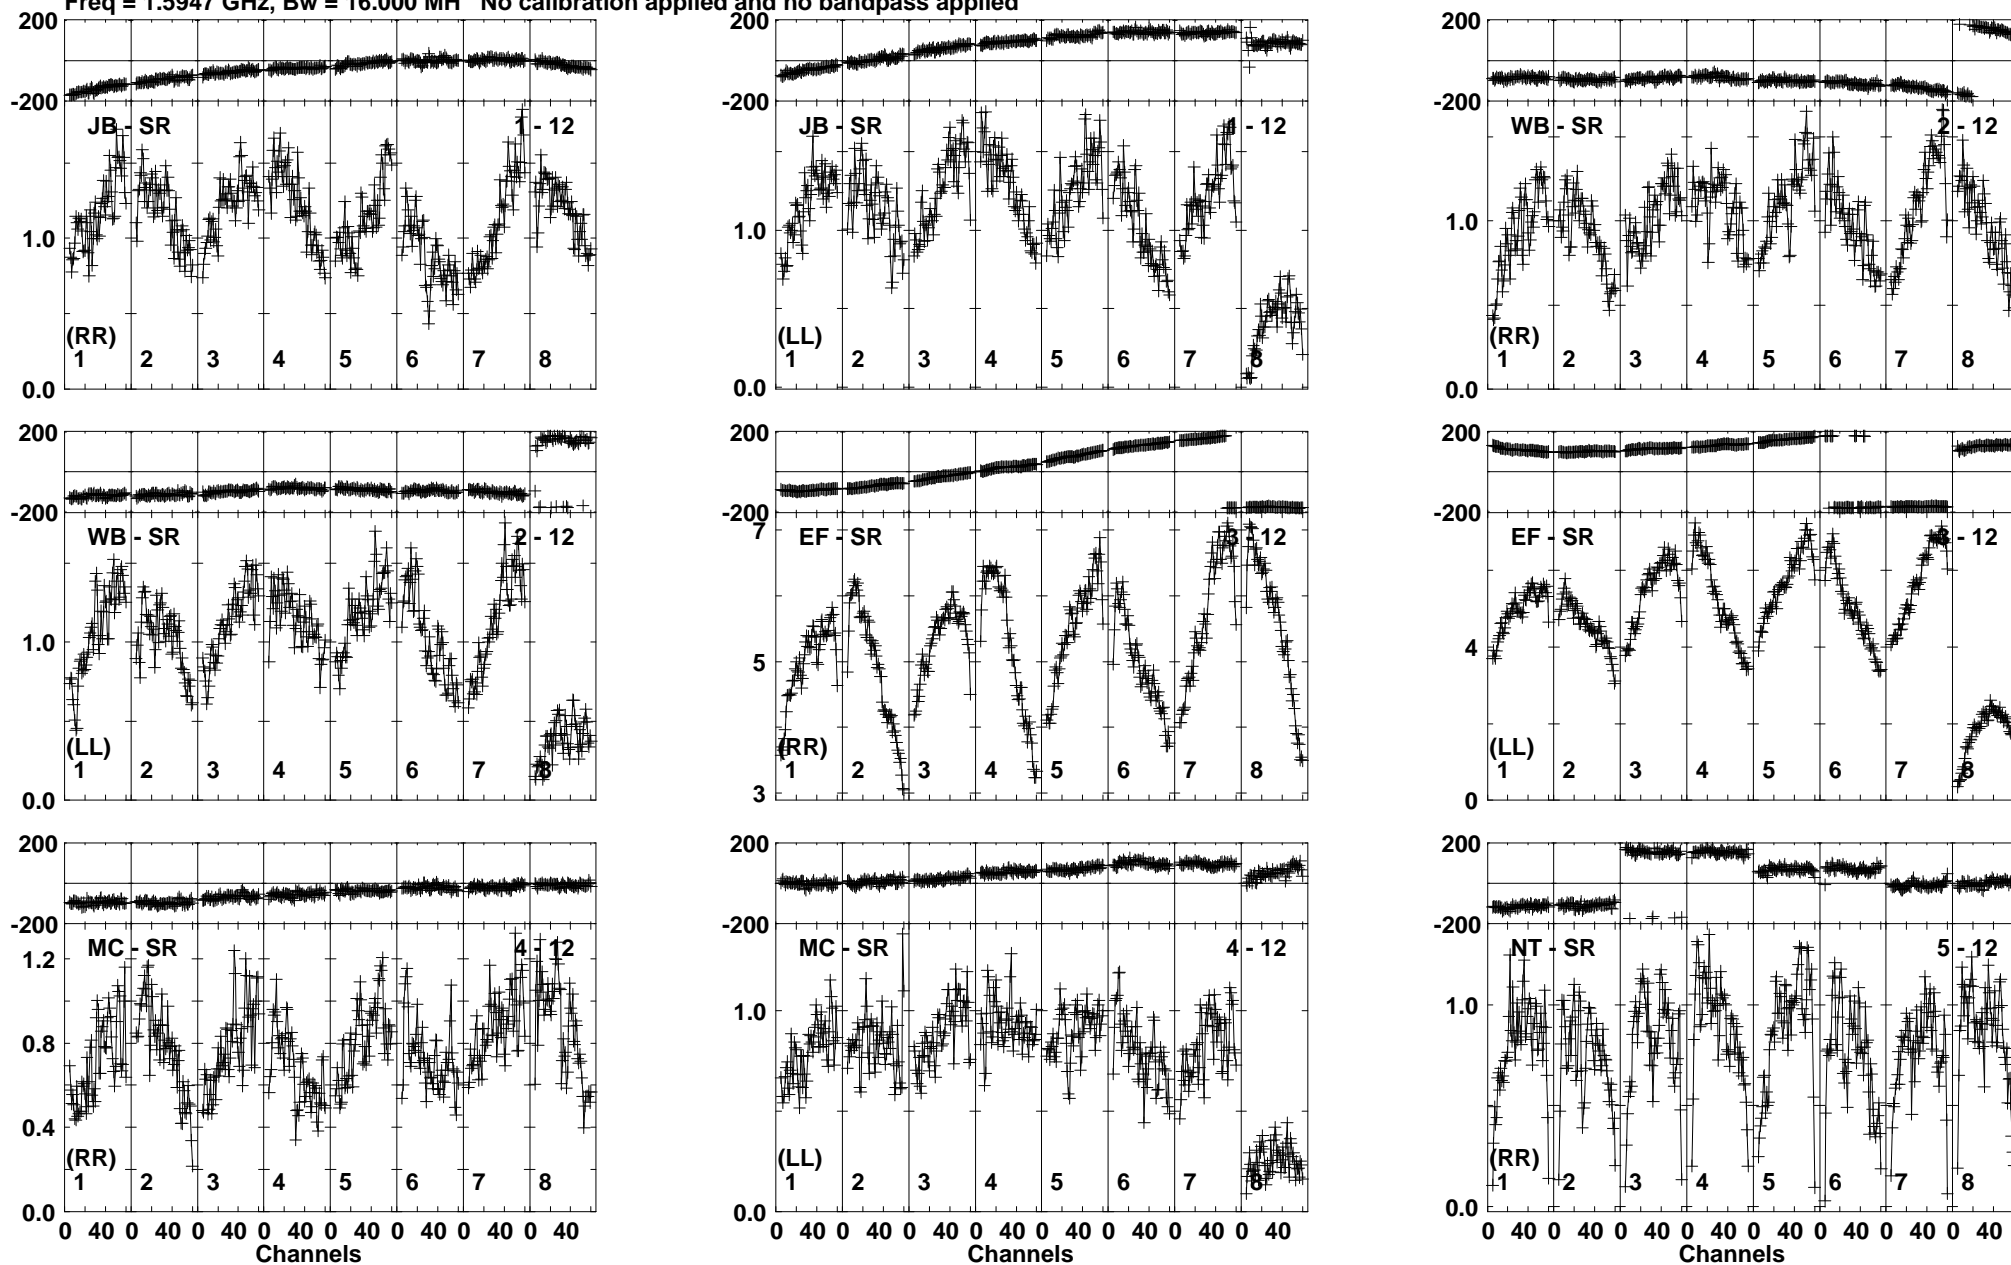 Freq = 1.5947 GHz, Bw = 16.000 MH No calibration applied and no bandpass applied
200 200 200
-200 -200 -200
JB - SR 1 - 12 JB - SR 1 - 12 WB - SR 2 - 12
1.0 1.0 1.0
(RR) (LL) (RR)
1 2 3 4 5 6 7 8 1 2 3 4 5 6 7 8 1 2 3 4 5 6 7 8
0.0 0.0 0.0
200 200 200
-200 -200 -200
WB - SR 2 - 12 7 EF - SR 3 - 12 EF - SR 3 - 12
1.0 5 4
(LL) (RR) (LL)
1 2 3 4 5 6 7 8 1 2 3 4 5 6 7 8 1 2 3 4 5 6 7 8
0.0 3 0
200 200 200
-200 -200 -200
MC - SR 4 - 12 MC - SR 4 - 12 NT - SR 5 - 12
1.2
1.0 1.0
0.8
0.4
(RR) (LL) (RR)
1 2 3 4 5 6 7 8 1 2 3 4 5 6 7 8 1 2 3 4 5 6 7 8
0.0 0.0 0.0
0 40 0 40 0 40 0 40 0 40 0 40 0 40 0 40 0 40 0 40 0 40 0 40 0 40 0 40 0 40 0 40 0 40 0 40 0 40 0 40 0 40 0 40 0 40 0 40
Channels Channels Channels